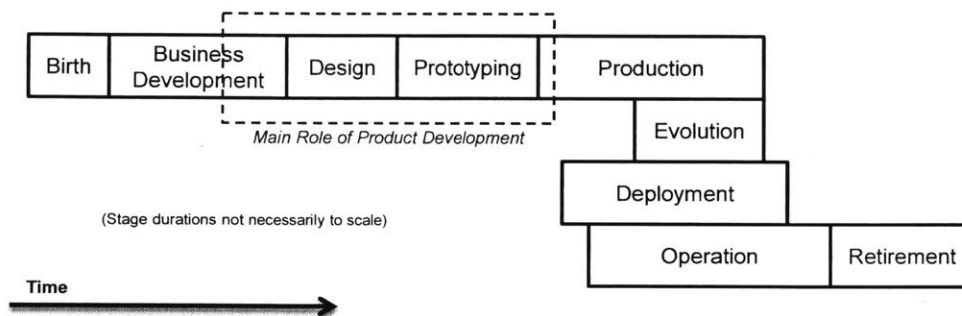 Birth
Business
Development
Design
Prototyping
Production
Main Role of Product Development
Evolution
Deployment
(Stage durations not necessarily to scale)
Operation
Retirement
Time